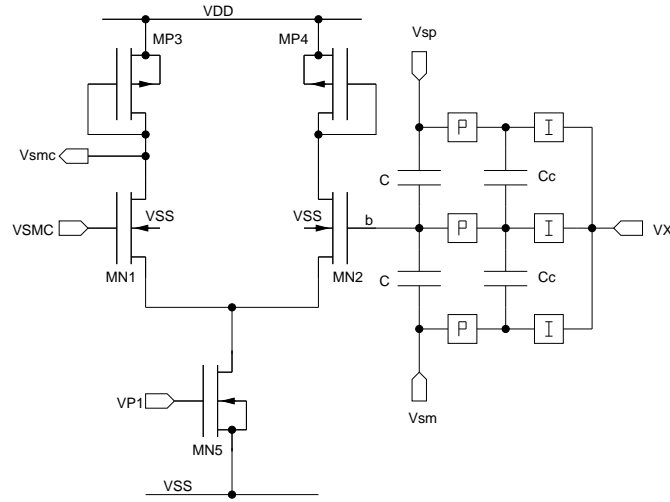 VDD
MP3
MP4
Vsp
P
I
Vsmc
C
Cc
VSMC
VSS
VSS
b
P
I
VX
MN1
MN2
C
Cc
P
I
VP1
Vsm
MN5
VSS